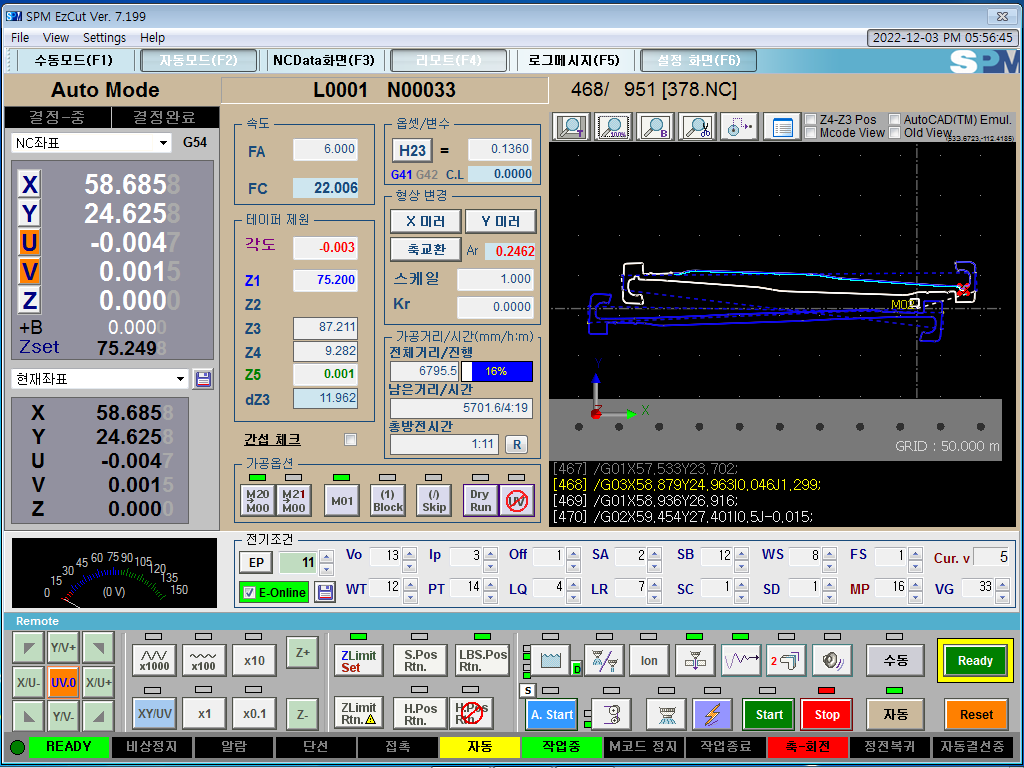 SPM EzCut Ver. 7.199
File View Settings Help
2022-12-03 PM 05:56:45
수동모드(F1) 자동모드(F2) NCData화면(F3) 리모트(F4) 로그메시지(F5) 설정 화면(F6) SPM
Auto Mode L0001 N00033 468/ 951 [378.NC]
결정-중 결정완료
NC좌표 G54
X 58.6858
Y 24.6258
U -0.0047
V 0.0015
Z 0.0000
+B 0.0000
Zset 75.2498
현재좌표
X 58.6858
Y 24.6258
U -0.0047
V 0.0015
Z 0.0000
속도
FA 6.000
FC 22.006
테이퍼 제원
각도 -0.003
Z1 75.200
Z2
Z3 87.211
Z4 9.282
Z5 0.001
dZ3 11.962
간섭 체크
옵셋/변수
H23 = 0.1360
G41 G42 C.L 0.0000
형상 변경
X 미러 Y 미러
축교환 Ar 0.2462
스케일 1.000
Kr 0.0000
가공거리/시간(mm/h:m)
전체거리/진행
6795.5 16%
남은거리/시간
5701.6/4:19
총방전시간
1:11 R
가공옵션
M20 M00 M21 M00 M01 (1) Block (/) Skip Dry Run UV
T 100% B
Z4-Z3 Pos AutoCAD(TM) Emul.
Mcode View Old View
(533.6723,-112.4185)
M02
Y
Z X
GRID : 50.000 m
[467] /G01X57,533Y23,702;
[468] /G03X58,879Y24,963I0,046J1,299;
[469] /G01X58,936Y26,916;
[470] /G02X59,454Y27,401I0,5J-0,015;
0 15 30 45 60 75 90 105 120 135 150
(0 V)
전기조건
EP 11 Vo 13 Ip 3 Off 1 SA 2 SB 12 WS 8 FS 1 Cur. v 5
E-Online WT 12 PT 14 LQ 4 LR 7 SC 1 SD 1 MP 16 VG 33
Remote
Y/V+ x1000 x100 x10 Z+ ZLimit Set S.Pos Rtn. LBS.Pos Rtn. D Ion 2 수동 Ready
X/U- UV.0 X/U+
Y/V- XY/UV x1 x0.1 Z- ZLimit Rtn. H.Pos Rtn. S A. Start Start Stop 자동 Reset
READY 비상정지 알람 단선 접촉 자동 작업중 M코드 정지 작업종료 축-회전 정전복귀 자동결선중